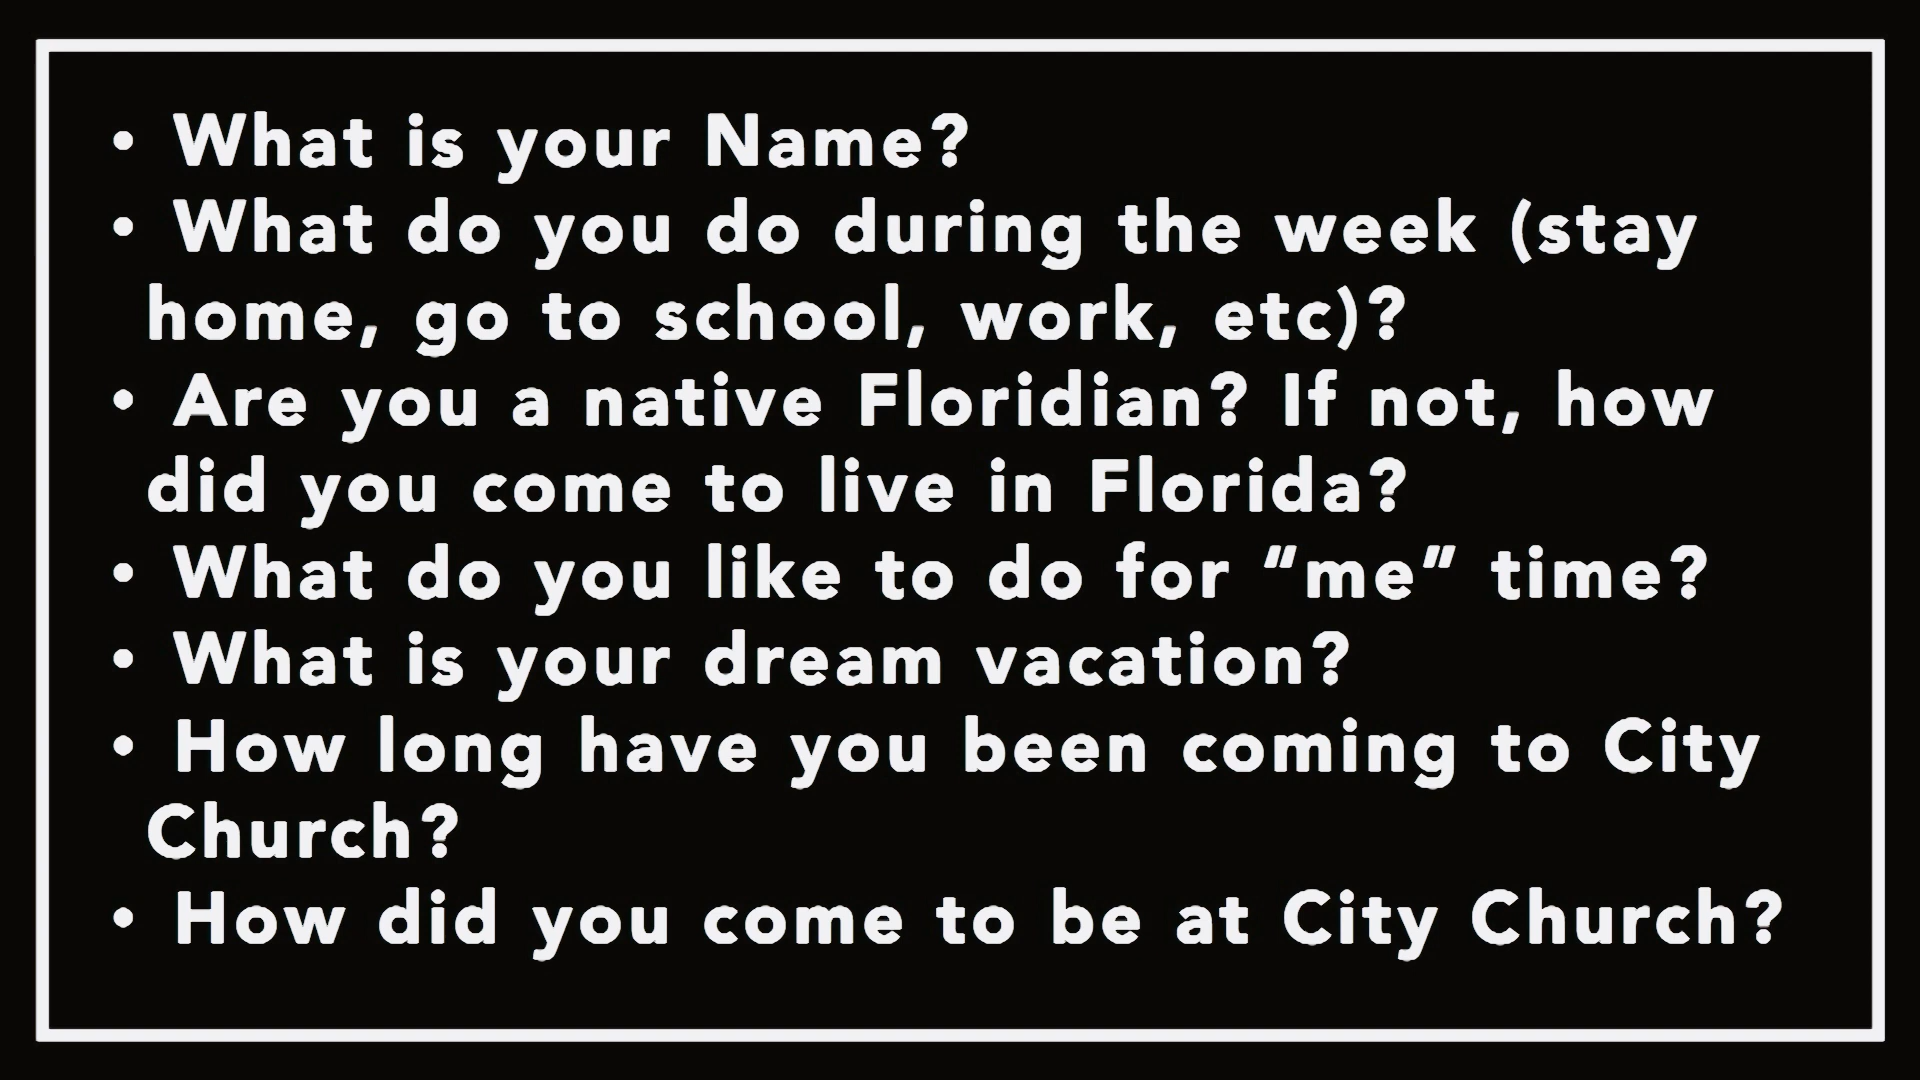 • What is your Name?
• What do you do during the week (stay
home, go to school, work, etc)?
• Are you a native Floridian? If not, how
did you come to live in Florida?
• What do you like to do for “me” time?
• What is your dream vacation?
• How long have you been coming to City
Church?
• How did you come to be at City Church?